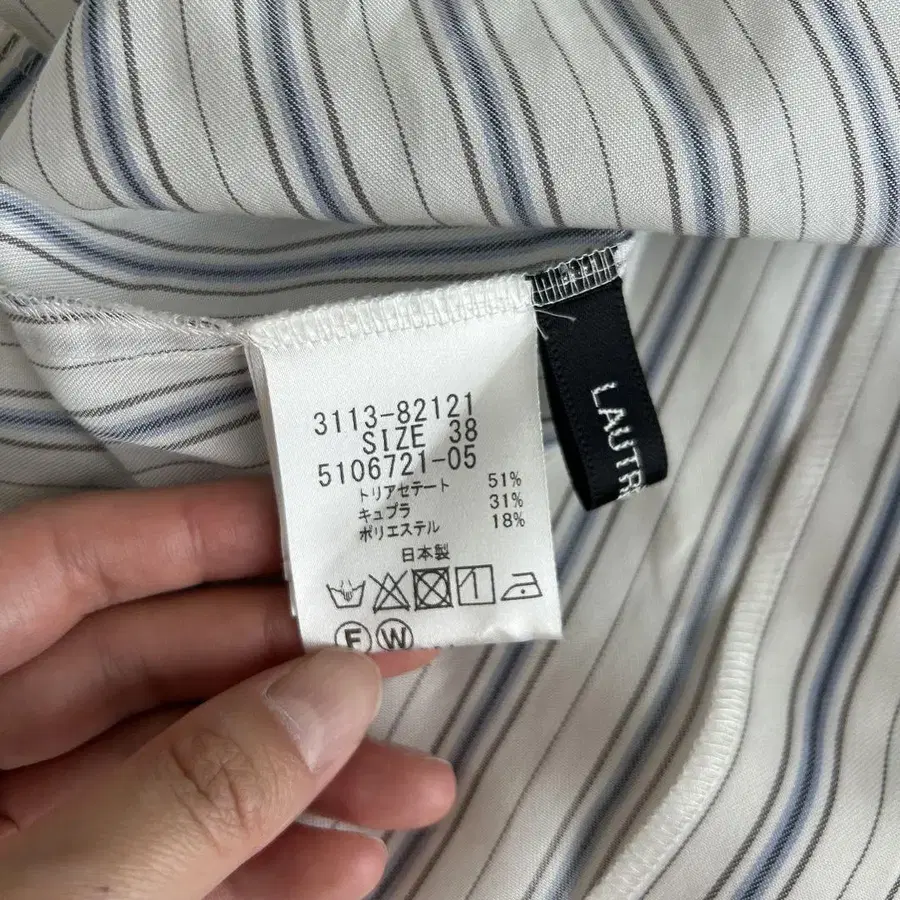 3113-82121
SIZE 38
5106721-05
トリアセテート 51%
キュプラ 31%
ポリエステル 18%
日本製
F W
LAUTR